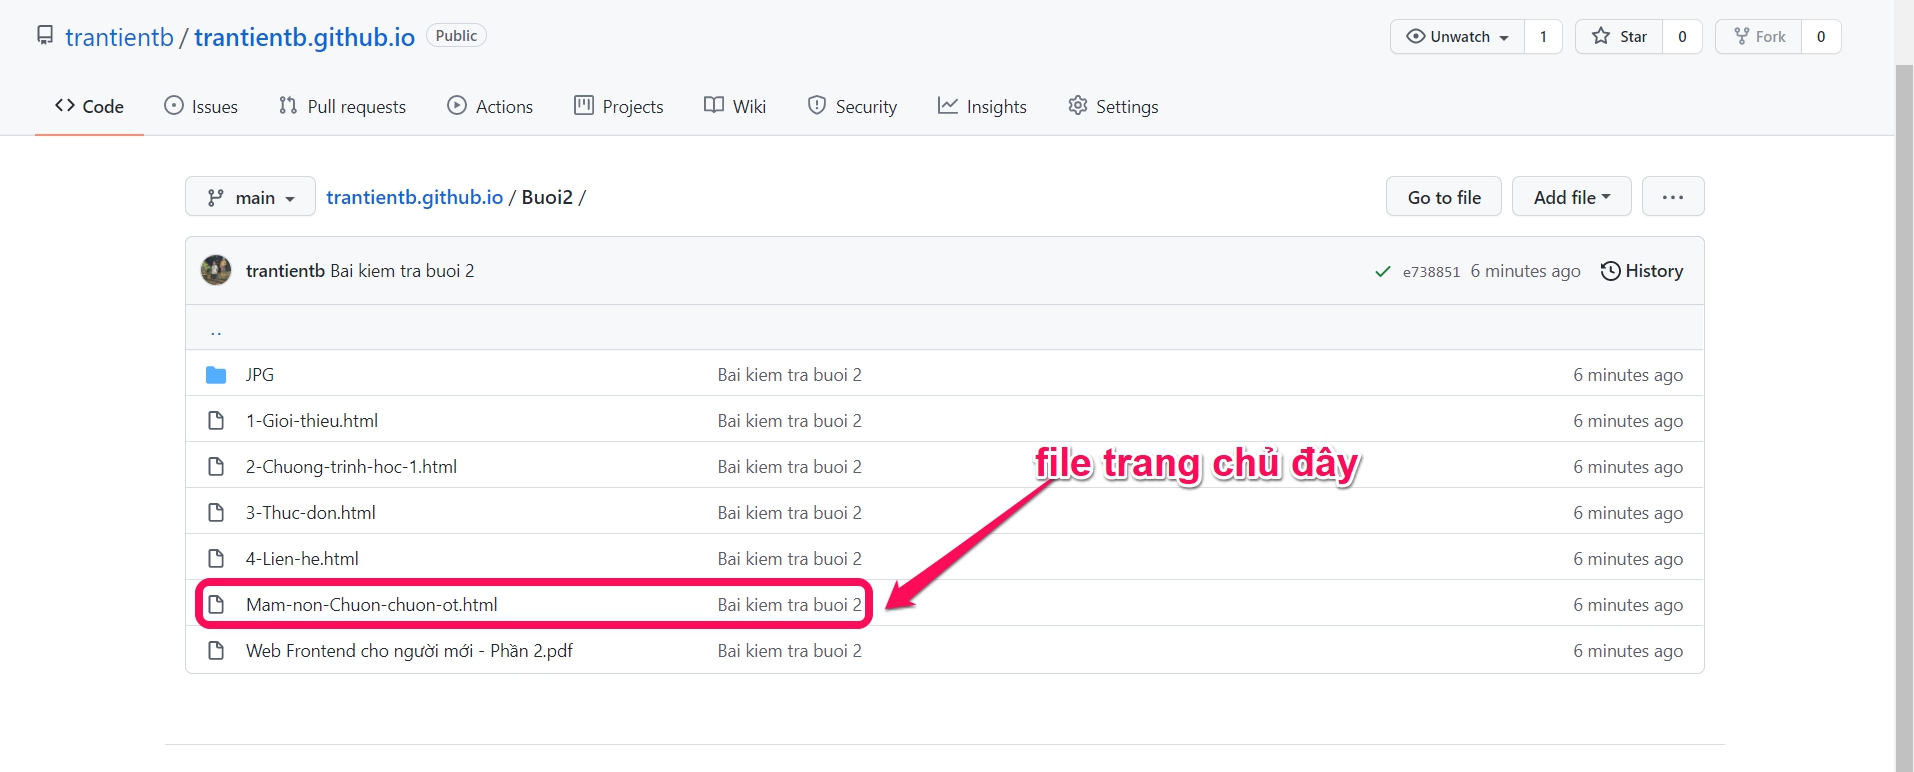 trantientb / trantientb.github.io Public Unwatch 1 Star 0 Fork 0
Code Issues Pull requests Actions Projects Wiki Security Insights Settings
main trantientb.github.io / Buoi2 / Go to file Add file ...
trantientb Bai kiem tra buoi 2 e738851 6 minutes ago History
..
JPG Bai kiem tra buoi 2 6 minutes ago
1-Gioi-thieu.html Bai kiem tra buoi 2 6 minutes ago
file trang chủ đây
2-Chuong-trinh-hoc-1.html Bai kiem tra buoi 2 6 minutes ago
3-Thuc-don.html Bai kiem tra buoi 2 6 minutes ago
4-Lien-he.html Bai kiem tra buoi 2 6 minutes ago
Mam-non-Chuon-chuon-ot.html Bai kiem tra buoi 2 6 minutes ago
Web Frontend cho người mới - Phần 2.pdf Bai kiem tra buoi 2 6 minutes ago